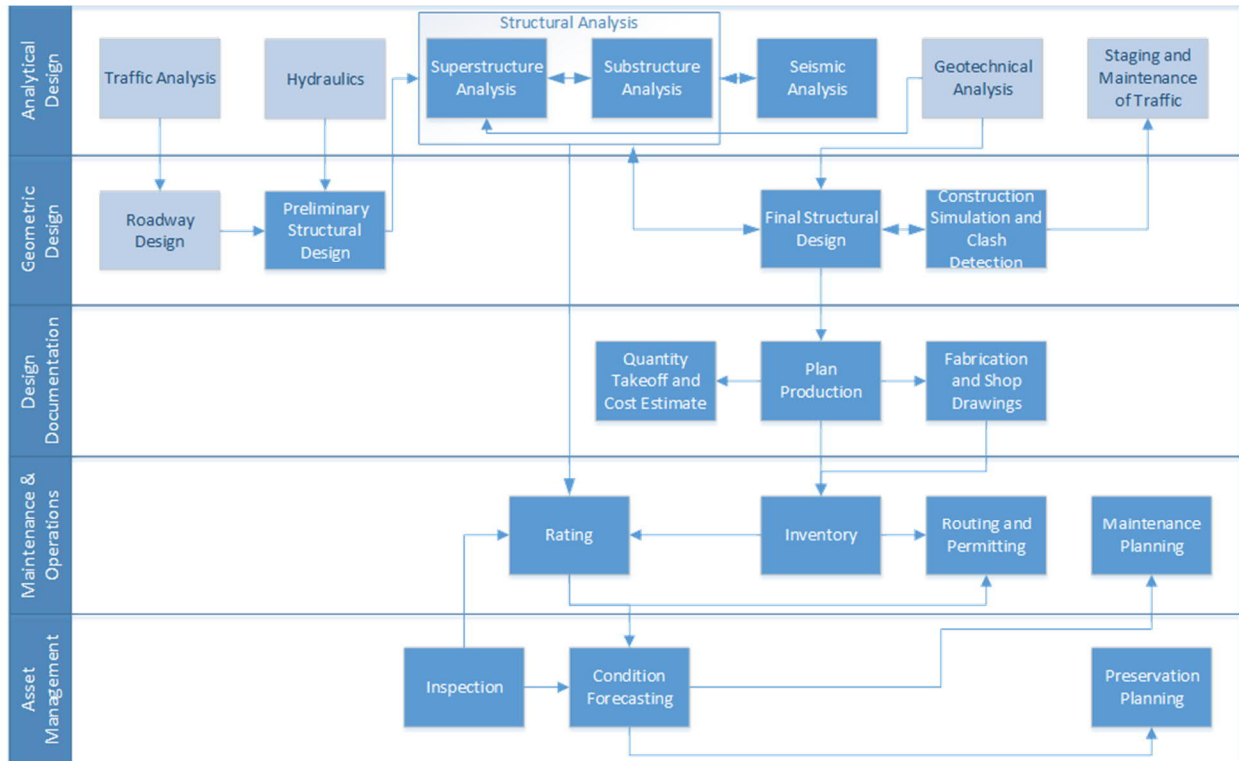 Analytical
Design
Structural Analysis
Traffic Analysis
Hydraulics
Superstructure
Analysis
Substructure
Analysis
Seismic
Analysis
Geotechnical
Analysis
Staging and
Maintenance
of Traffic
Geometric
Design
Roadway
Design
Preliminary
Structural
Design
Final Structural
Design
Construction
Simulation and
Clash
Detection
Design
Documentation
Quantity
Takeoff and
Cost Estimate
Plan
Production
Fabrication
and Shop
Drawings
Maintenance &
Operations
Rating
Inventory
Routing and
Permitting
Maintenance
Planning
Asset
Management
Inspection
Condition
Forecasting
Preservation
Planning